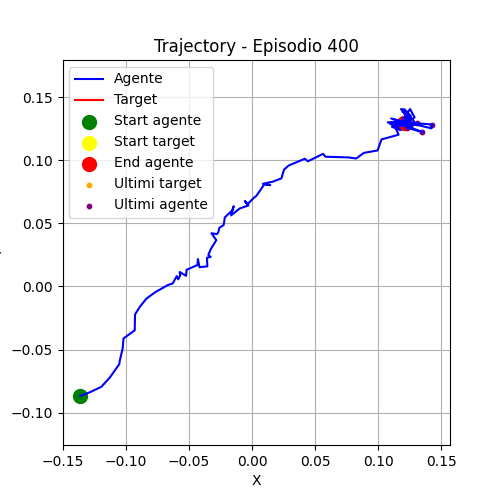 Trajectory - Episodio 400
Agente
Target
Start agente
Start target
End agente
Ultimi target
Ultimi agente
0.15
0.10
0.05
0.00
−0.05
−0.10
−0.15
−0.10
−0.05
0.00
0.05
0.10
0.15
X